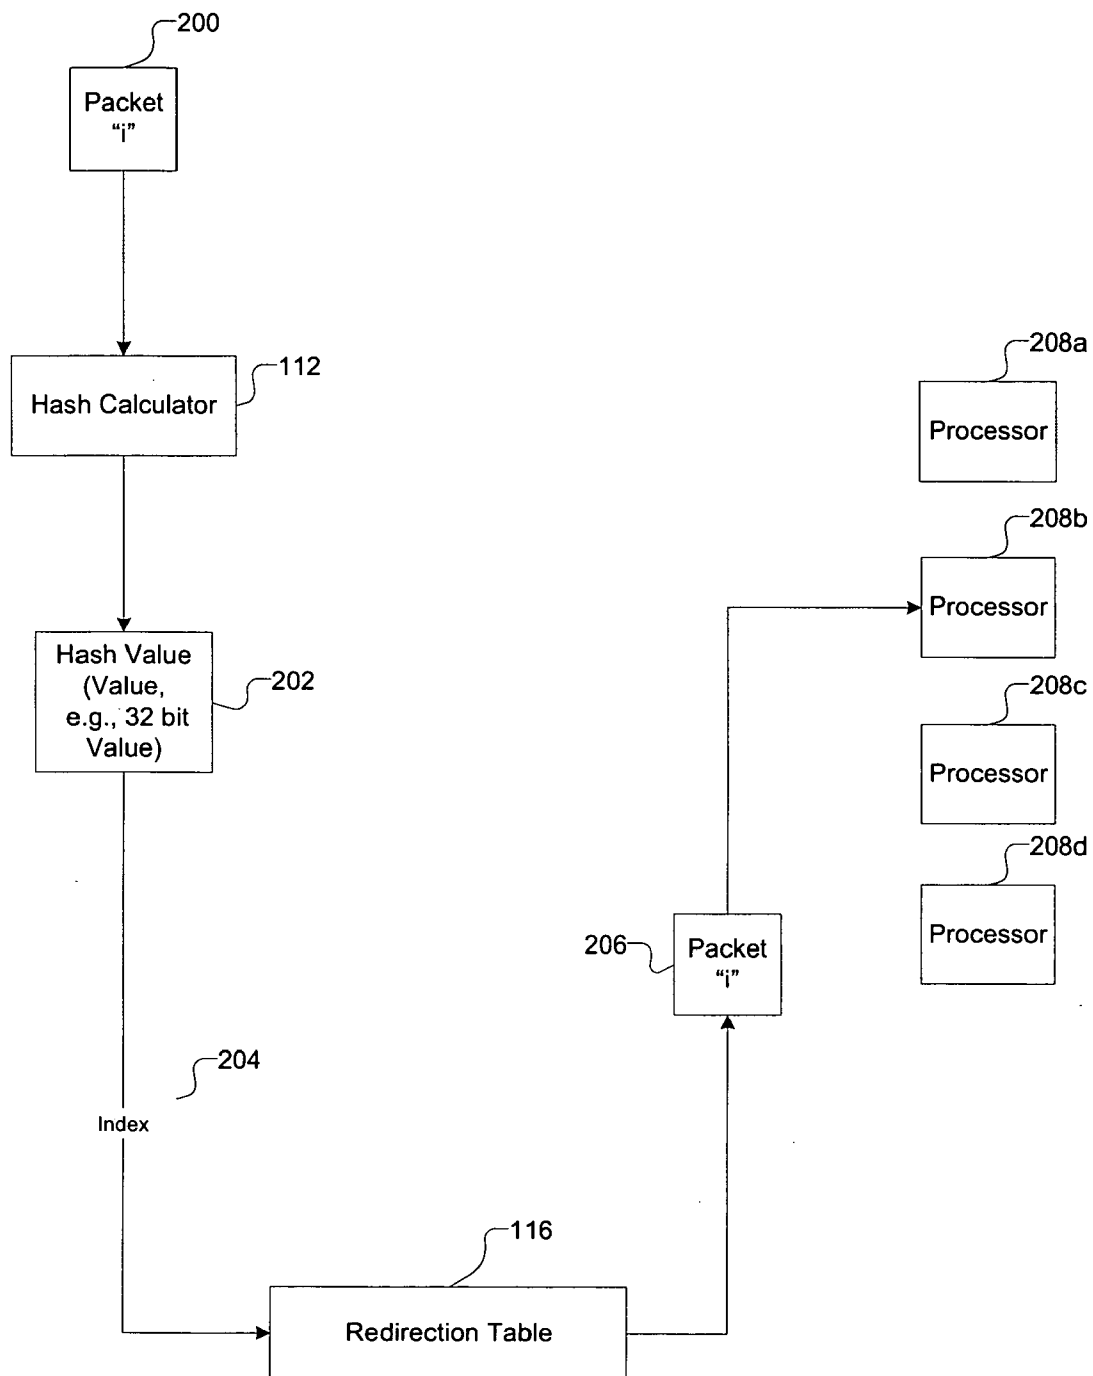 200
Packet
“i”
112
Hash Calculator
Hash Value
(Value,
e.g., 32 bit
Value)
202
204
Index
116
Redirection Table
206
Packet
“i”
208a
Processor
208b
Processor
208c
Processor
208d
Processor